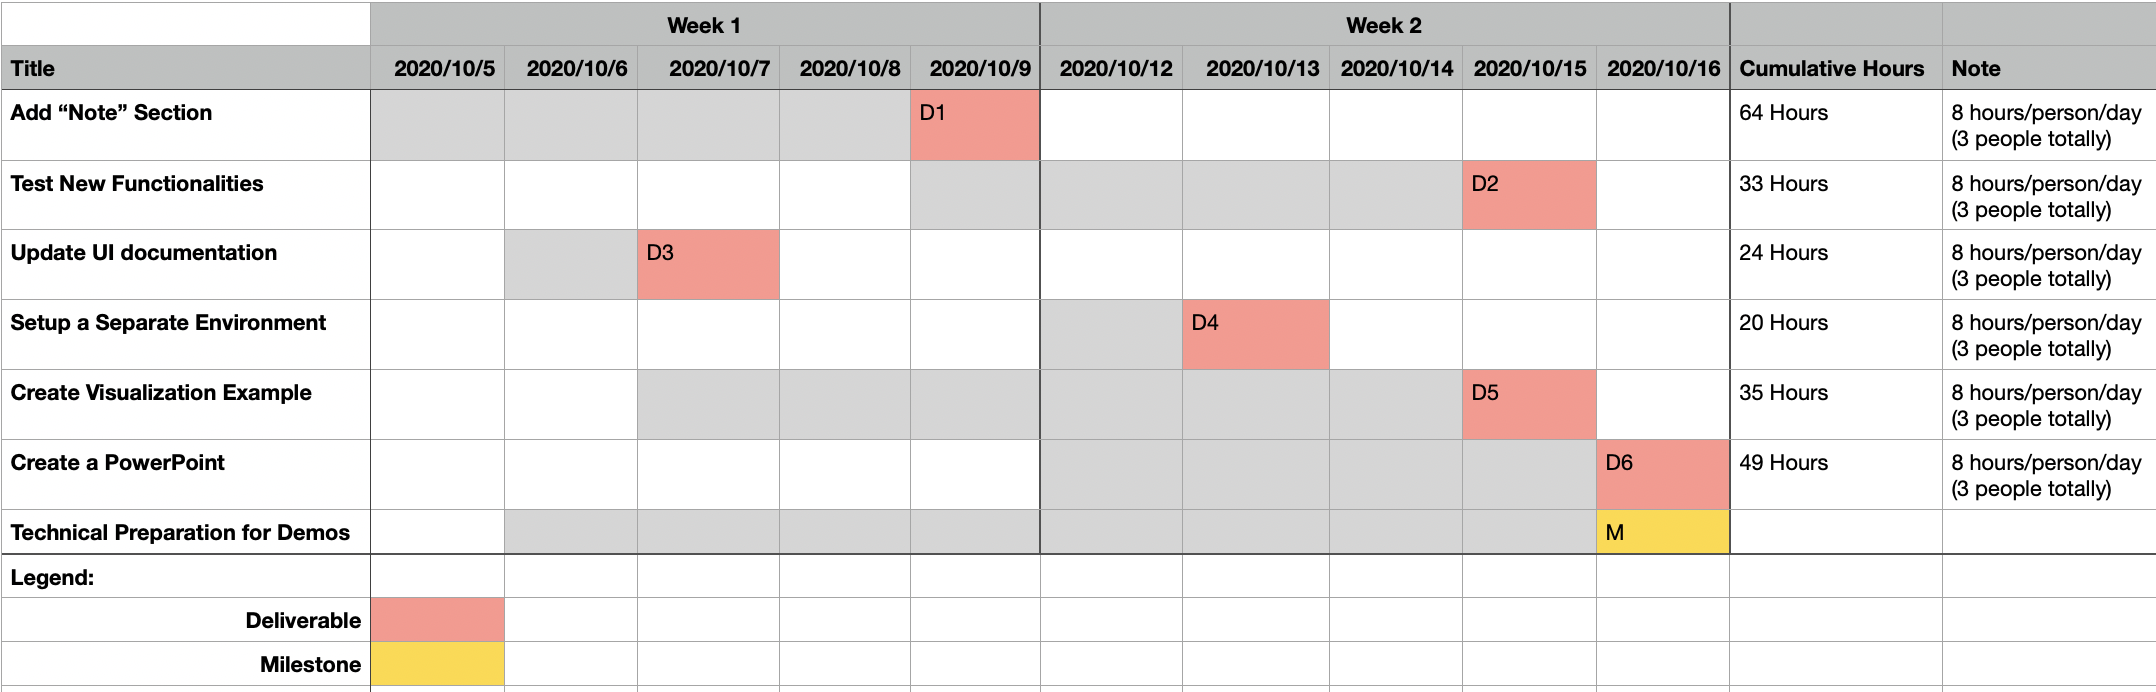 Week 1 Week 2
Title 2020/10/5 2020/10/6 2020/10/7 2020/10/8 2020/10/9 2020/10/12 2020/10/13 2020/10/14 2020/10/15 2020/10/16 Cumulative Hours Note
Add “Note” Section D1 64 Hours 8 hours/person/day
(3 people totally)
Test New Functionalities D2 33 Hours 8 hours/person/day
(3 people totally)
Update UI documentation D3 24 Hours 8 hours/person/day
(3 people totally)
Setup a Separate Environment D4 20 Hours 8 hours/person/day
(3 people totally)
Create Visualization Example D5 35 Hours 8 hours/person/day
(3 people totally)
Create a PowerPoint D6 49 Hours 8 hours/person/day
(3 people totally)
Technical Preparation for Demos M
Legend:
Deliverable
Milestone